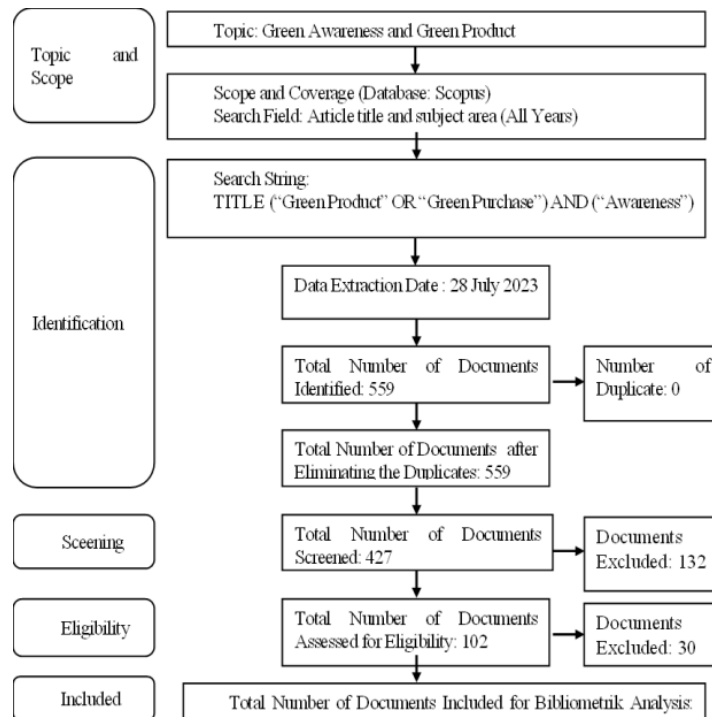 Topic and
Scope
Topic: Green Awareness and Green Product
Scope and Coverage (Database: Scopus)
Search Field: Article title and subject area (All Years)
Identification
Search String:
TITLE (“Green Product” OR “Green Purchase”) AND (“Awareness”)
Data Extraction Date : 28 July 2023
Total Number of Documents
Identified: 559
Number of
Duplicate: 0
Total Number of Documents after
Eliminating the Duplicates: 559
Sceening
Total Number of Documents
Screened: 427
Documents
Excluded: 132
Eligibility
Total Number of Documents
Assessed for Eligibility: 102
Documents
Excluded: 30
Included
Total Number of Documents Included for Bibliometrik Analysis: